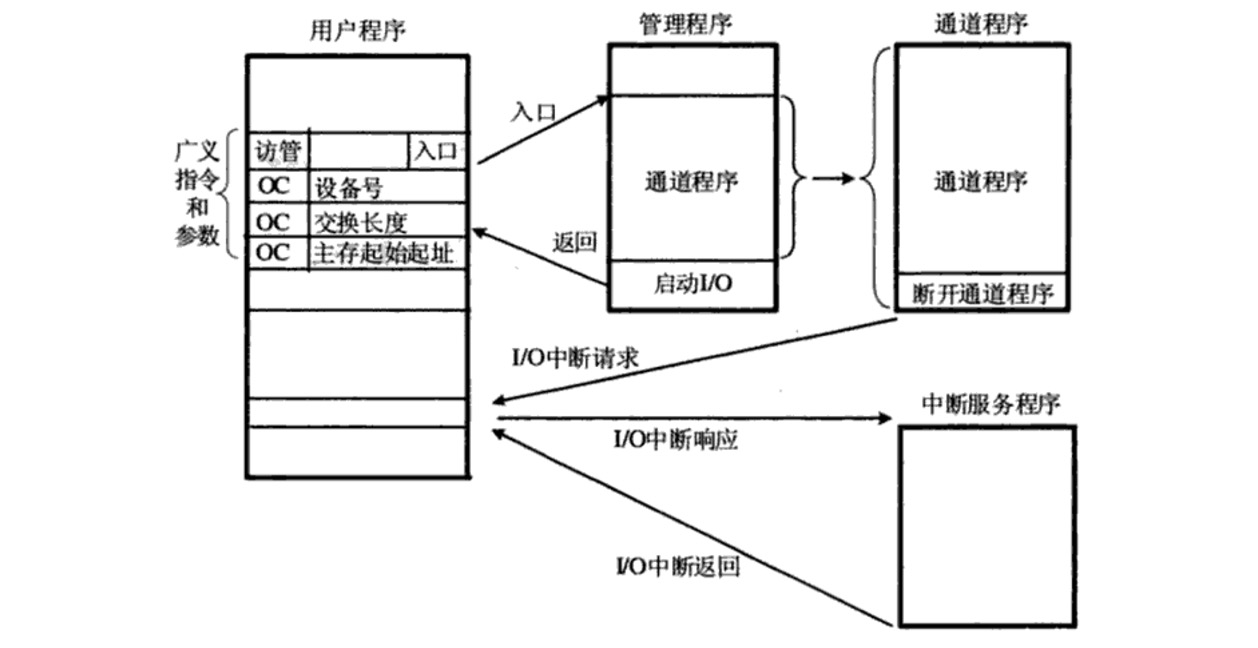 用户程序
管理程序
通道程序
广义
指令
和
参数
访管
入口
OC
设备号
OC
交换长度
OC
主存起始起址
入口
返回
通道程序
启动I/O
通道程序
断开通道程序
I/O中断请求
I/O中断响应
I/O中断返回
中断服务程序